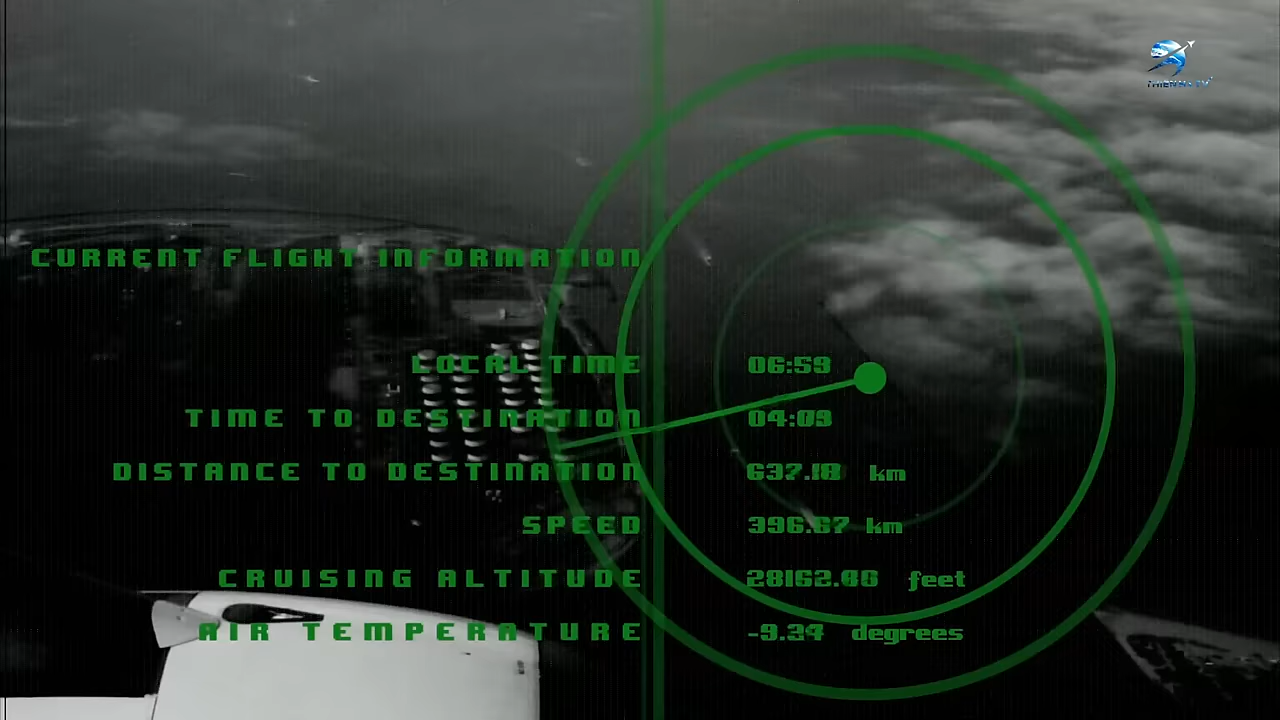 CURRENT FLIGHT INFORMATION
LOCAL TIME 06:59
TIME TO DESTINATION 04:09
DISTANCE TO DESTINATION km
SPEED km
CRUISING ALTITUDE feet
AIR TEMPERATURE degrees